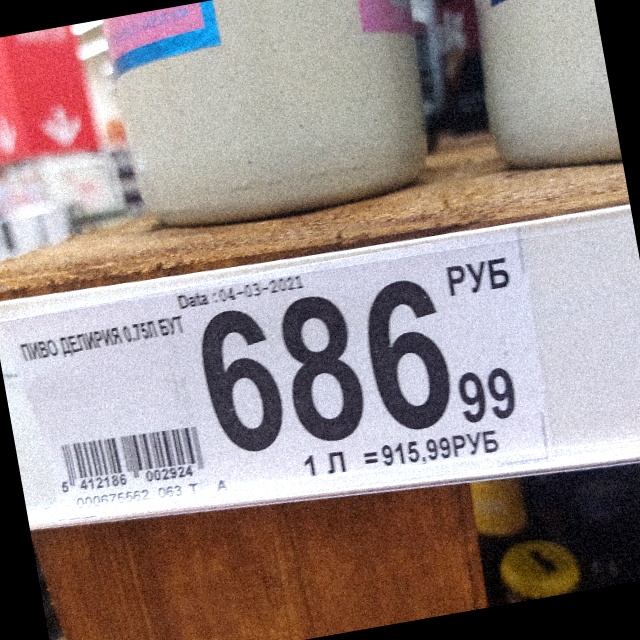 Data :04-03-2021
ПИВО ДЕЛИРИЯ 0.75Л БУТ
686 99 РУБ
1 Л =915,99РУБ
5 412186 002924
000675562 063 T A